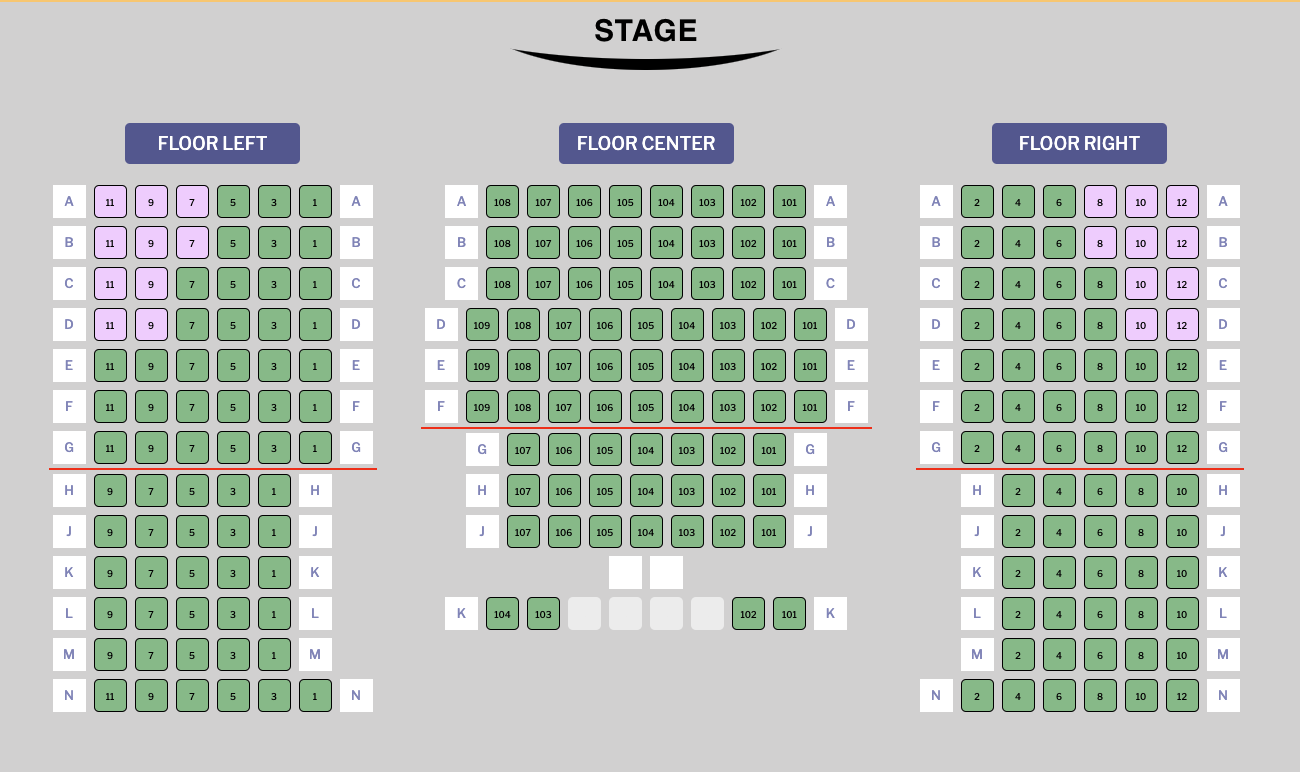 STAGE
FLOOR LEFT FLOOR CENTER FLOOR RIGHT
A 11 9 7 5 3 1 A A 108 107 106 105 104 103 102 101 A A 2 4 6 8 10 12 A
B 11 9 7 5 3 1 B B 108 107 106 105 104 103 102 101 B B 2 4 6 8 10 12 B
C 11 9 7 5 3 1 C C 108 107 106 105 104 103 102 101 C C 2 4 6 8 10 12 C
D 11 9 7 5 3 1 D D 109 108 107 106 105 104 103 102 101 D D 2 4 6 8 10 12 D
E 11 9 7 5 3 1 E E 109 108 107 106 105 104 103 102 101 E E 2 4 6 8 10 12 E
F 11 9 7 5 3 1 F F 109 108 107 106 105 104 103 102 101 F F 2 4 6 8 10 12 F
G 11 9 7 5 3 1 G G 107 106 105 104 103 102 101 G G 2 4 6 8 10 12 G
H 9 7 5 3 1 H H 107 106 105 104 103 102 101 H H 2 4 6 8 10 H
J 9 7 5 3 1 J J 107 106 105 104 103 102 101 J J 2 4 6 8 10 J
K 9 7 5 3 1 K K 2 4 6 8 10 K
L 9 7 5 3 1 L K 104 103 102 101 K L 2 4 6 8 10 L
M 9 7 5 3 1 M M 2 4 6 8 10 M
N 11 9 7 5 3 1 N N 2 4 6 8 10 12 N